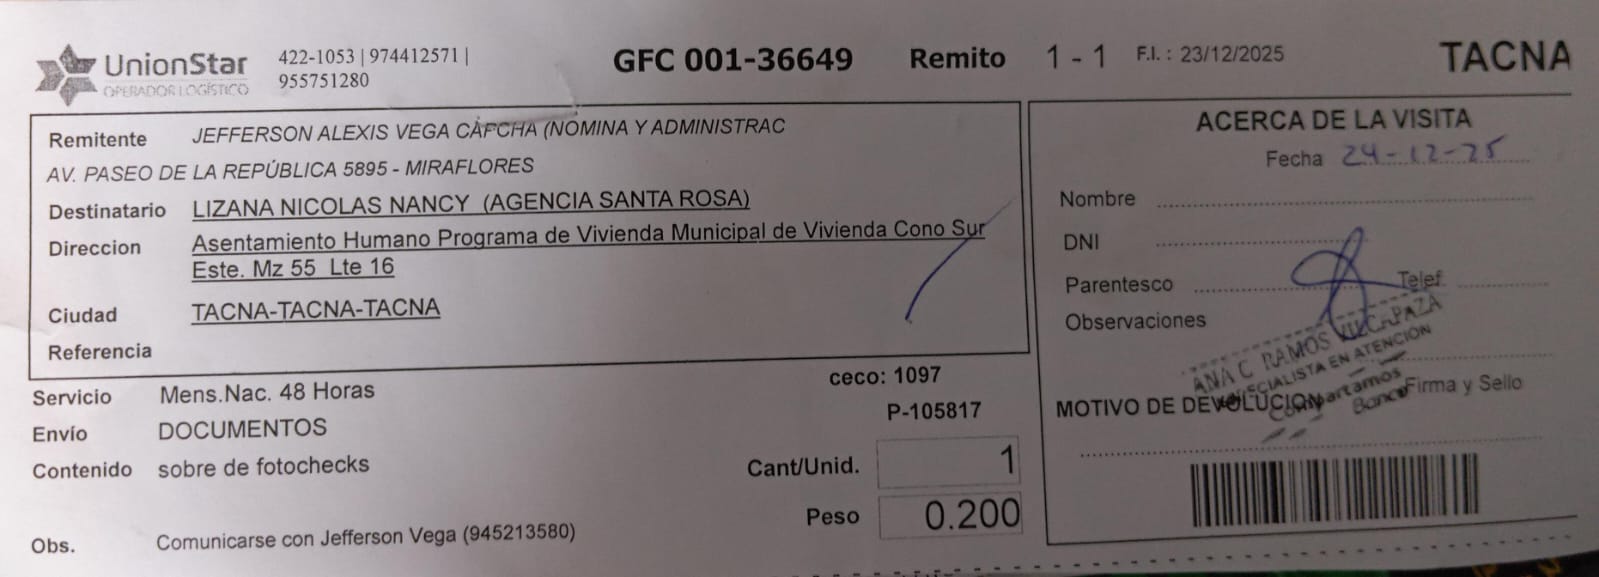 UnionStar
OPERADOR LOGÍSTICO
422-1053 | 974412571 |
955751280
GFC 001-36649 Remito 1 - 1 F.I. : 23/12/2025 TACNA
Remitente JEFFERSON ALEXIS VEGA CAPCHA (NOMINA Y ADMINISTRAC
AV. PASEO DE LA REPÚBLICA 5895 - MIRAFLORES
Destinatario LIZANA NICOLAS NANCY (AGENCIA SANTA ROSA)
Direccion Asentamiento Humano Programa de Vivienda Municipal de Vivienda Cono Sur
Este. Mz 55 Lte 16
Ciudad TACNA-TACNA-TACNA
Referencia
Servicio Mens.Nac. 48 Horas
ceco: 1097
Envío DOCUMENTOS
P-105817
Contenido sobre de fotochecks
Cant/Unid. 1
Peso 0.200
Obs. Comunicarse con Jefferson Vega (945213580)
ACERCA DE LA VISITA
Fecha 24-12-25
Nombre
DNI
Parentesco Telef
Observaciones
ANA C RAMOS VILCAPAZA
ESPECIALISTA EN ATENCIÓN
Compartamos
Banco
Firma y Sello
MOTIVO DE DEVOLUCION